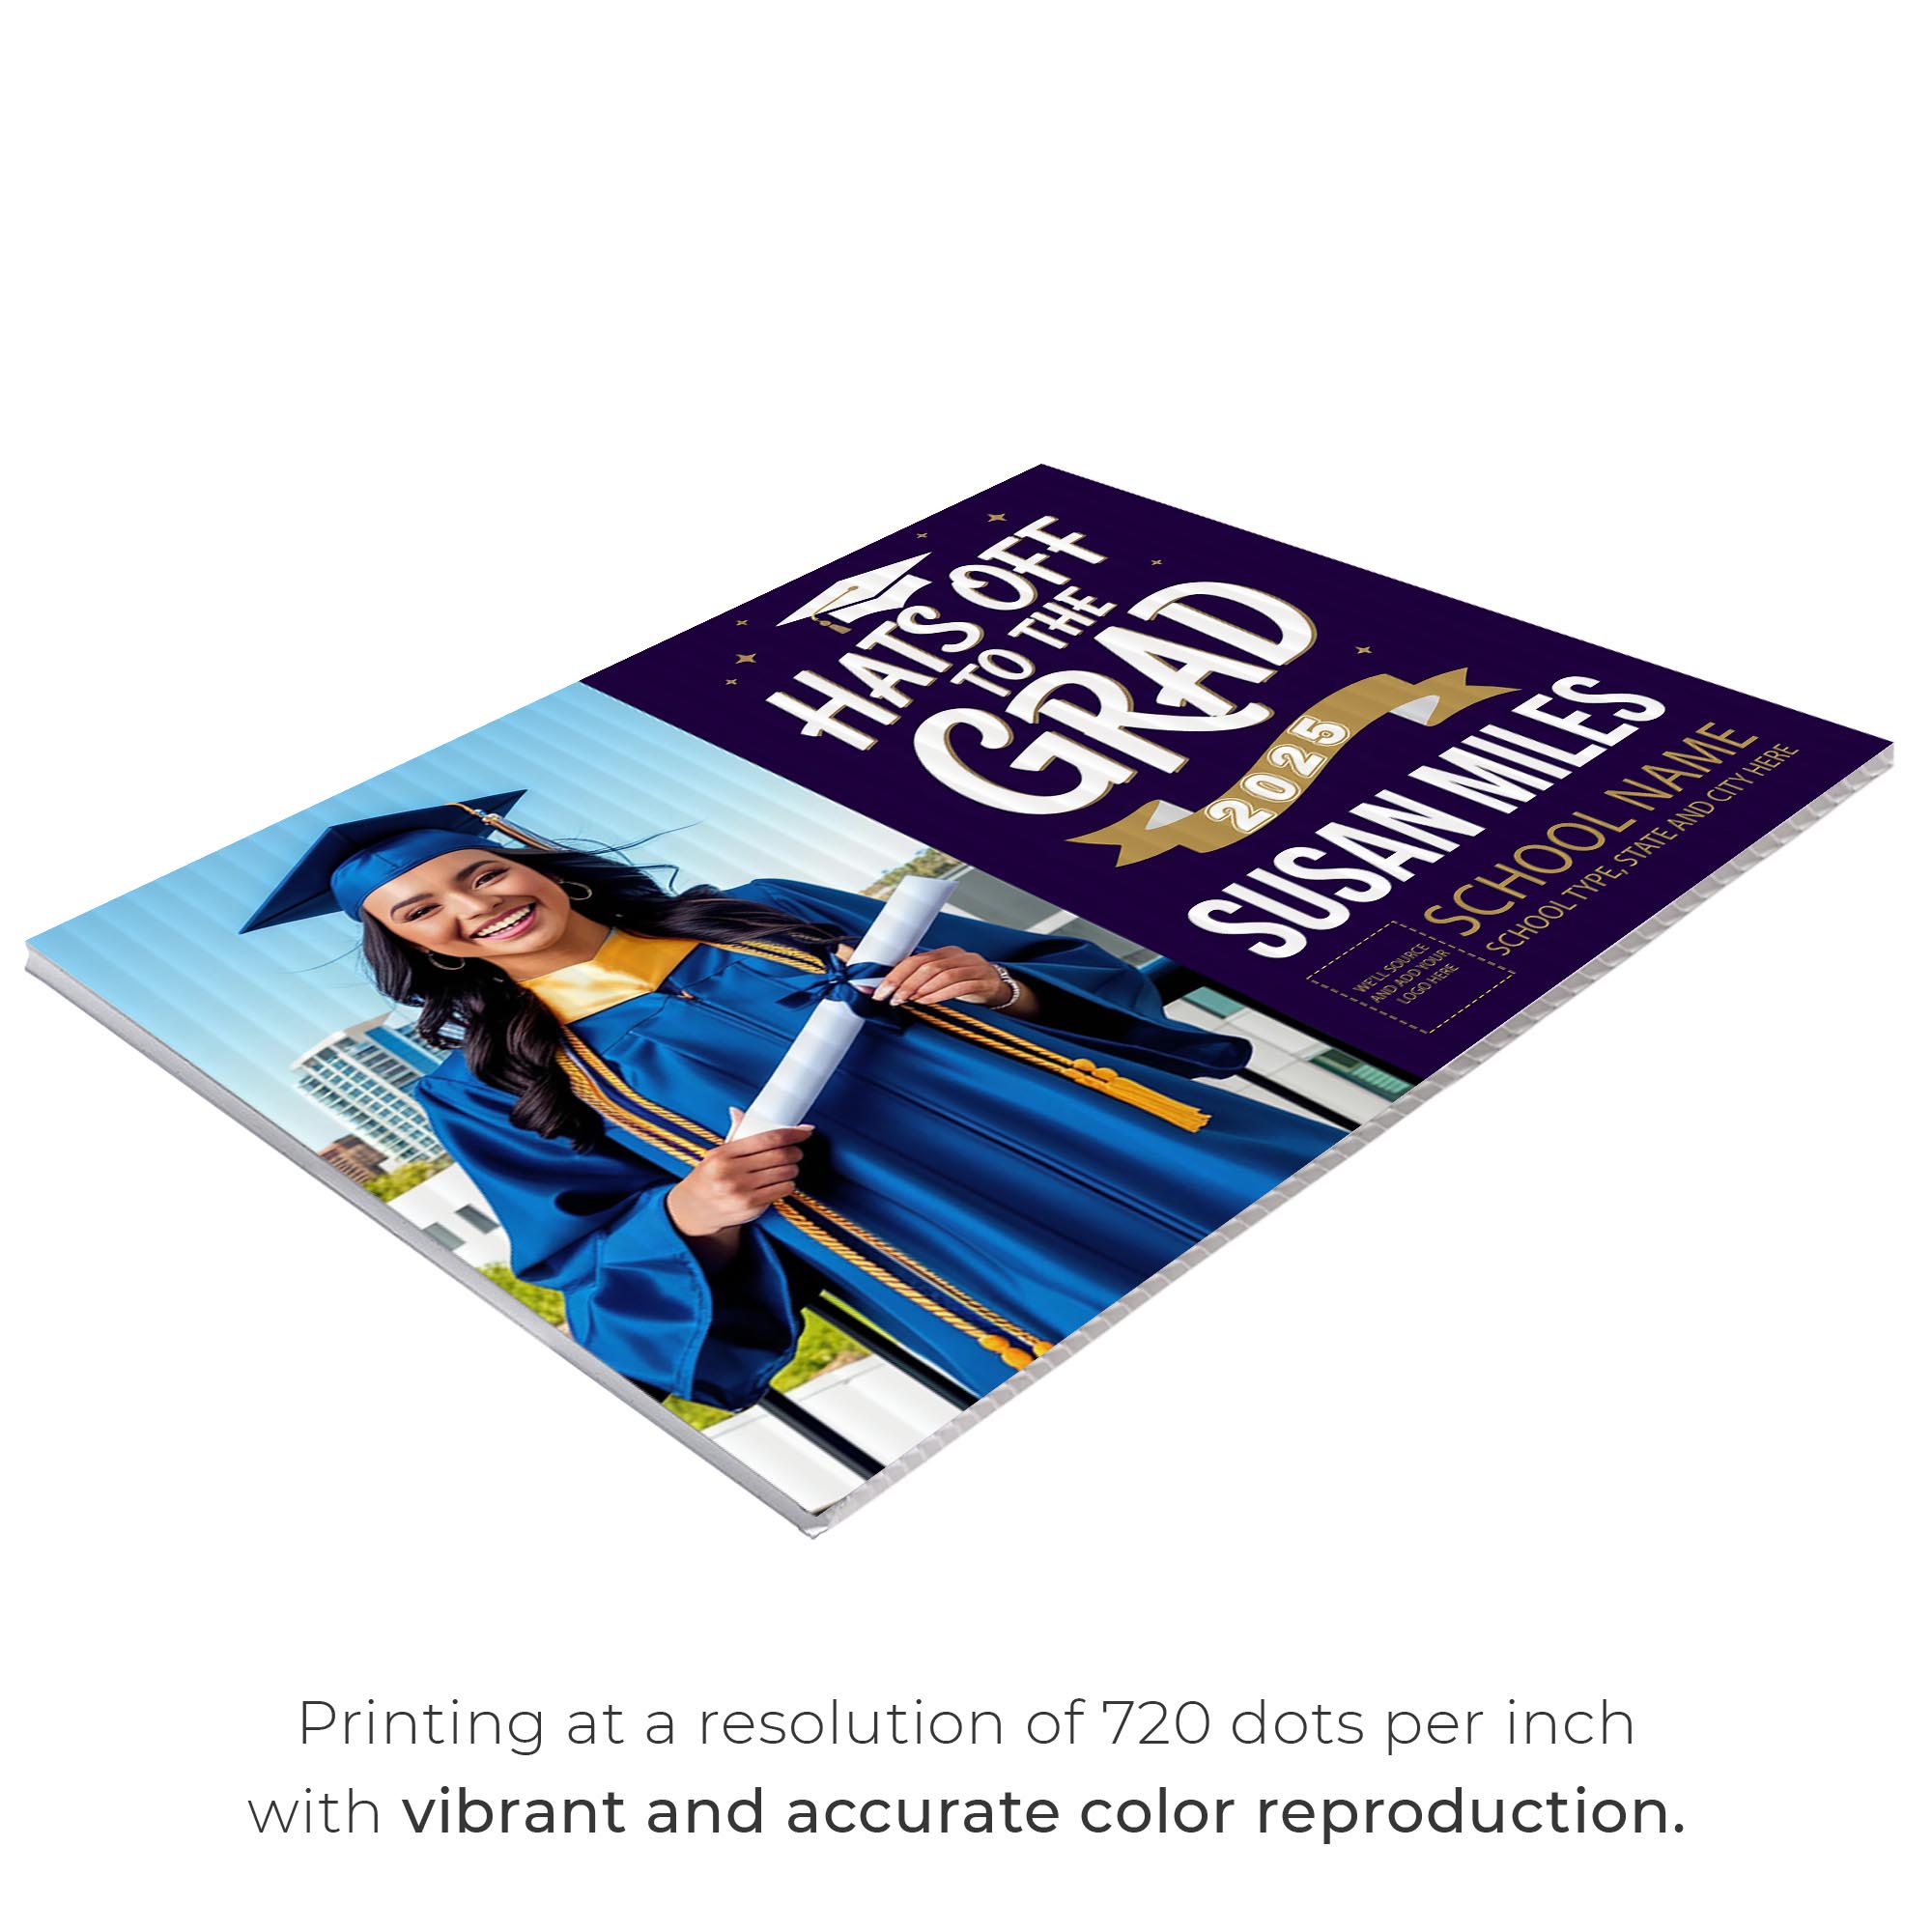 HATS OFF
TO THE
GRAD
2025
SUSAN MILES
SCHOOL NAME
SCHOOL TYPE, STATE AND CITY HERE
WE'LL SOURCE
AND ADD YOUR
LOGO HERE
Printing at a resolution of 720 dots per inch
with vibrant and accurate color reproduction.